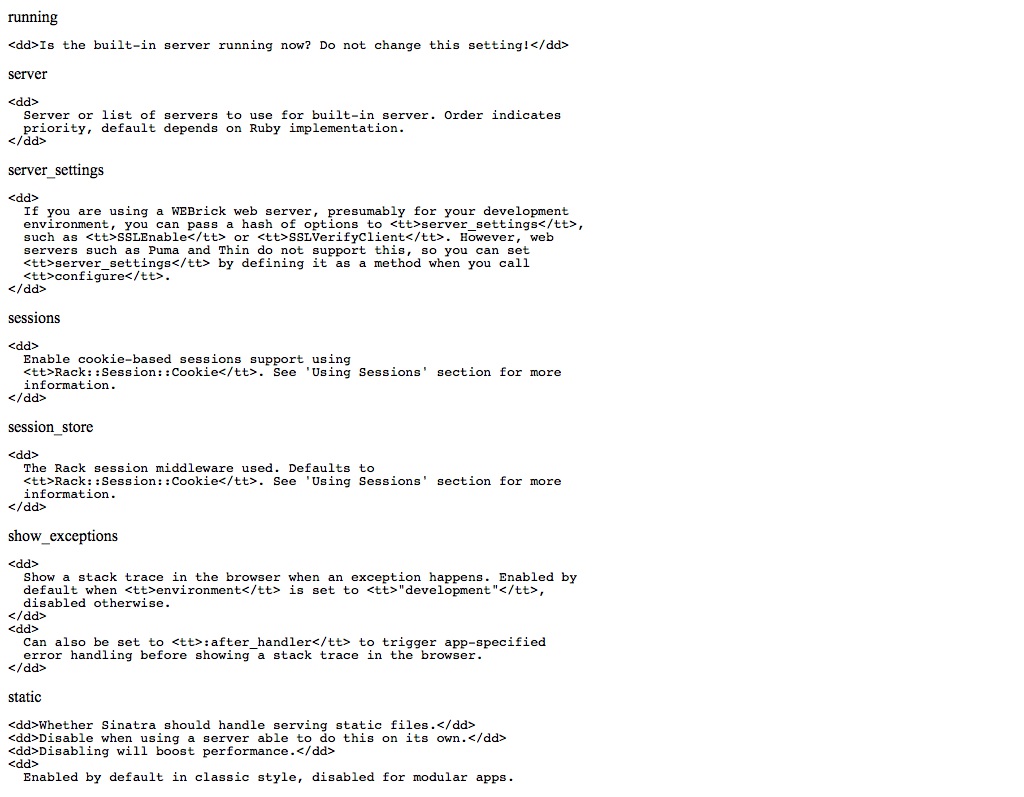 running
<dd>Is the built-in server running now? Do not change this setting!</dd>
server
<dd>
Server or list of servers to use for built-in server. Order indicates
priority, default depends on Ruby implementation.
</dd>
server_settings
<dd>
If you are using a WEBrick web server, presumably for your development
environment, you can pass a hash of options to <tt>server_settings</tt>,
such as <tt>SSLEnable</tt> or <tt>SSLVerifyClient</tt>. However, web
servers such as Puma and Thin do not support this, so you can set
<tt>server_settings</tt> by defining it as a method when you call
<tt>configure</tt>.
</dd>
sessions
<dd>
Enable cookie-based sessions support using
<tt>Rack::Session::Cookie</tt>. See 'Using Sessions' section for more
information.
</dd>
session_store
<dd>
The Rack session middleware used. Defaults to
<tt>Rack::Session::Cookie</tt>. See 'Using Sessions' section for more
information.
</dd>
show_exceptions
<dd>
Show a stack trace in the browser when an exception happens. Enabled by
default when <tt>environment</tt> is set to <tt>"development"</tt>,
disabled otherwise.
</dd>
<dd>
Can also be set to <tt>:after_handler</tt> to trigger app-specified
error handling before showing a stack trace in the browser.
</dd>
static
<dd>Whether Sinatra should handle serving static files.</dd>
<dd>Disable when using a server able to do this on its own.</dd>
<dd>Disabling will boost performance.</dd>
<dd>
Enabled by default in classic style, disabled for modular apps.